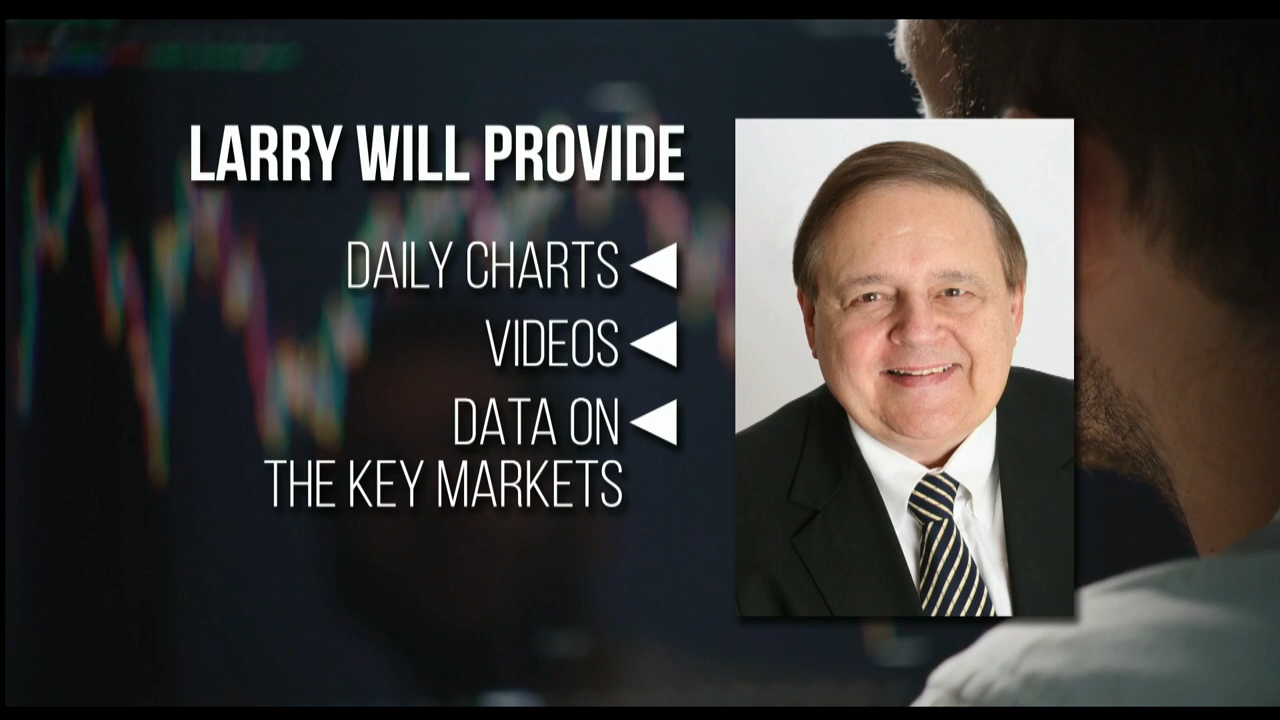 LARRY WILL PROVIDE
DAILY CHARTS
VIDEOS
DATA ON
THE KEY MARKETS